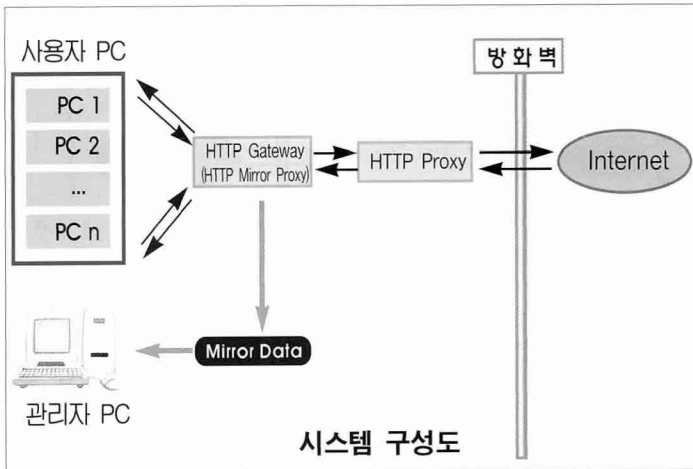 사용자 PC
방화벽
PC 1
PC 2
...
PC n
HTTP Gateway
(HTTP Mirror Proxy)
HTTP Proxy
Internet
Mirror Data
관리자 PC
시스템 구성도